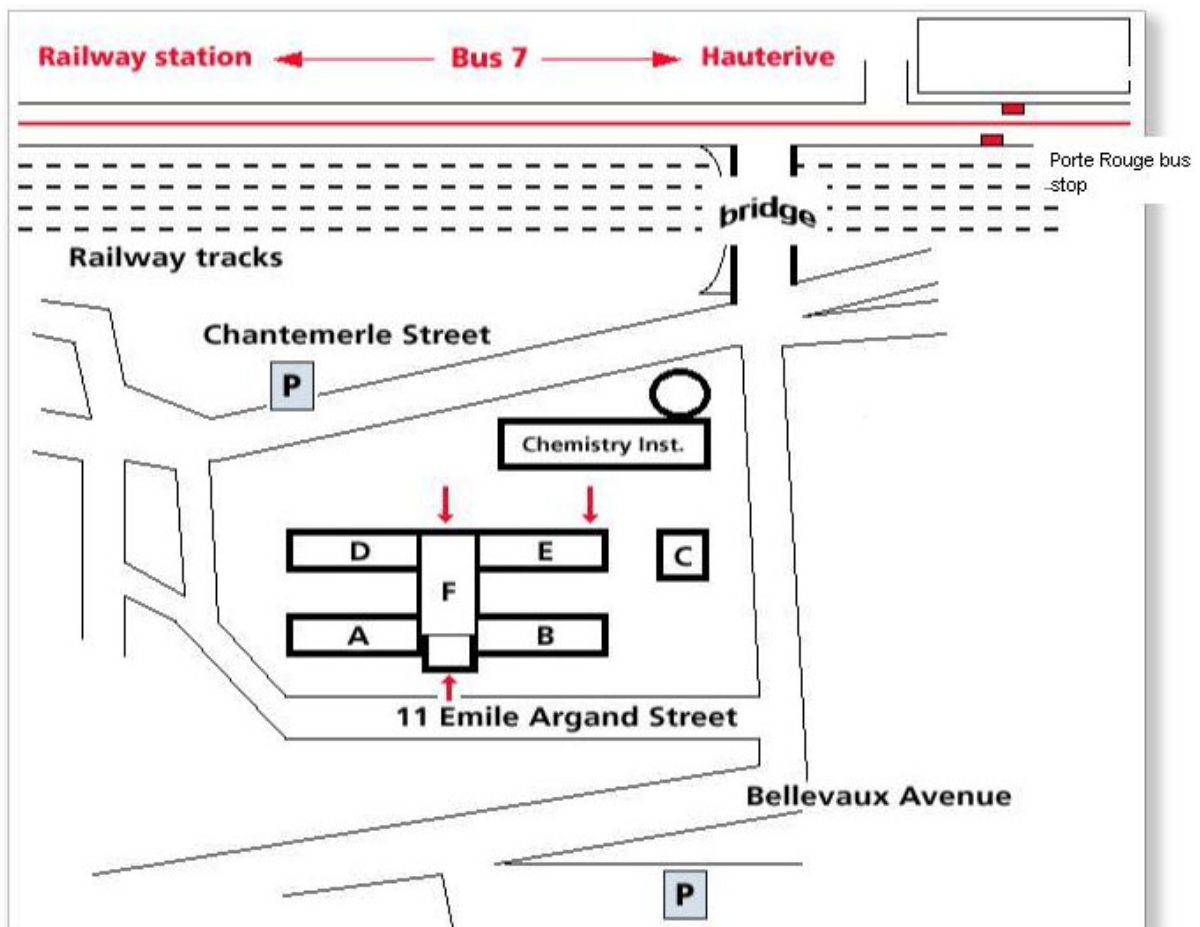 Railway station
Bus 7
Hauterive
Porte Rouge bus
stop
bridge
Railway tracks
Chantemerle Street
P
Chemistry Inst.
D
E
C
F
A
B
11 Emile Argand Street
Bellevaux Avenue
P